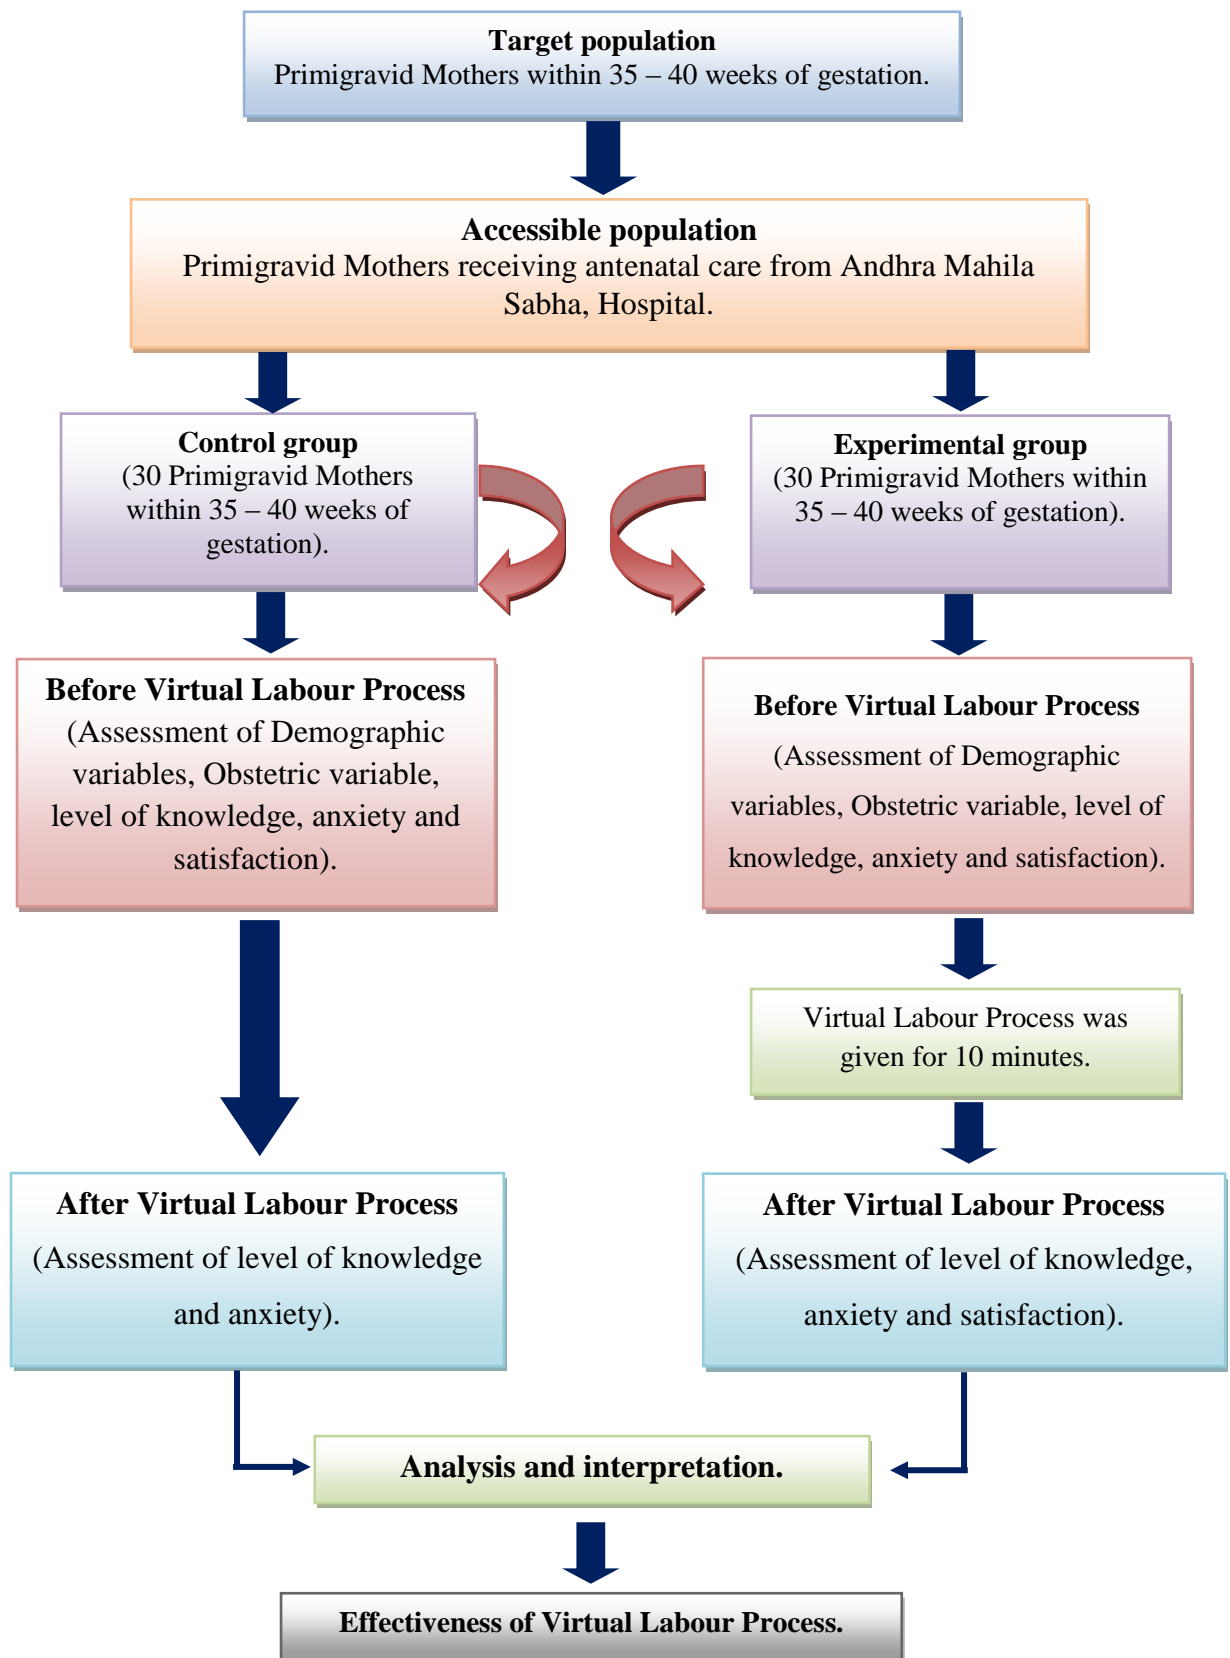 Target population
Primigravid Mothers within 35 – 40 weeks of gestation.
Accessible population
Primigravid Mothers receiving antenatal care from Andhra Mahila
Sabha, Hospital.
Control group
(30 Primigravid Mothers
within 35 – 40 weeks of
gestation).
Experimental group
(30 Primigravid Mothers within
35 – 40 weeks of gestation).
Before Virtual Labour Process
(Assessment of Demographic
variables, Obstetric variable,
level of knowledge, anxiety and
satisfaction).
Before Virtual Labour Process
(Assessment of Demographic
variables, Obstetric variable, level of
knowledge, anxiety and satisfaction).
Virtual Labour Process was
given for 10 minutes.
After Virtual Labour Process
(Assessment of level of knowledge
and anxiety).
After Virtual Labour Process
(Assessment of level of knowledge,
anxiety and satisfaction).
Analysis and interpretation.
Effectiveness of Virtual Labour Process.